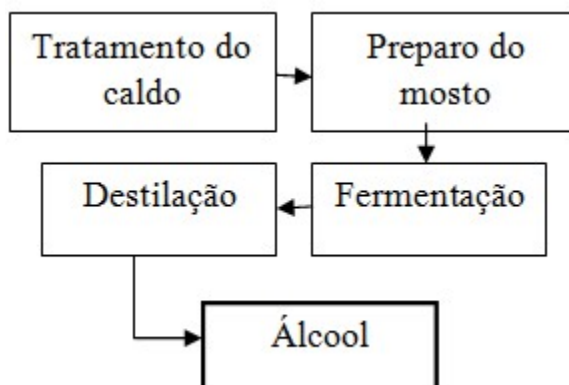 Tratamento do
caldo
Preparo do
mosto
Fermentação
Destilação
Álcool